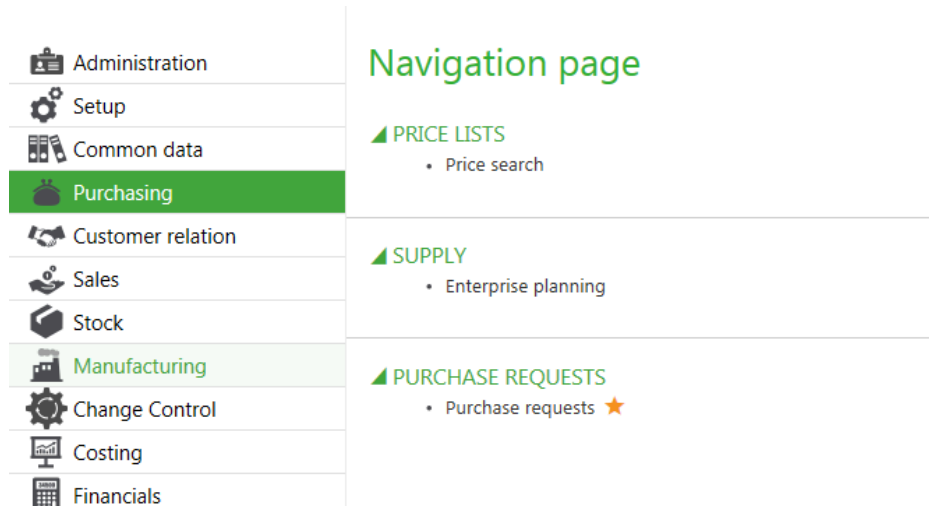 Administration
Setup
Common data
Purchasing
Customer relation
Sales
Stock
Manufacturing
Change Control
Costing
Financials
Navigation page
PRICE LISTS
• Price search
SUPPLY
• Enterprise planning
PURCHASE REQUESTS
• Purchase requests